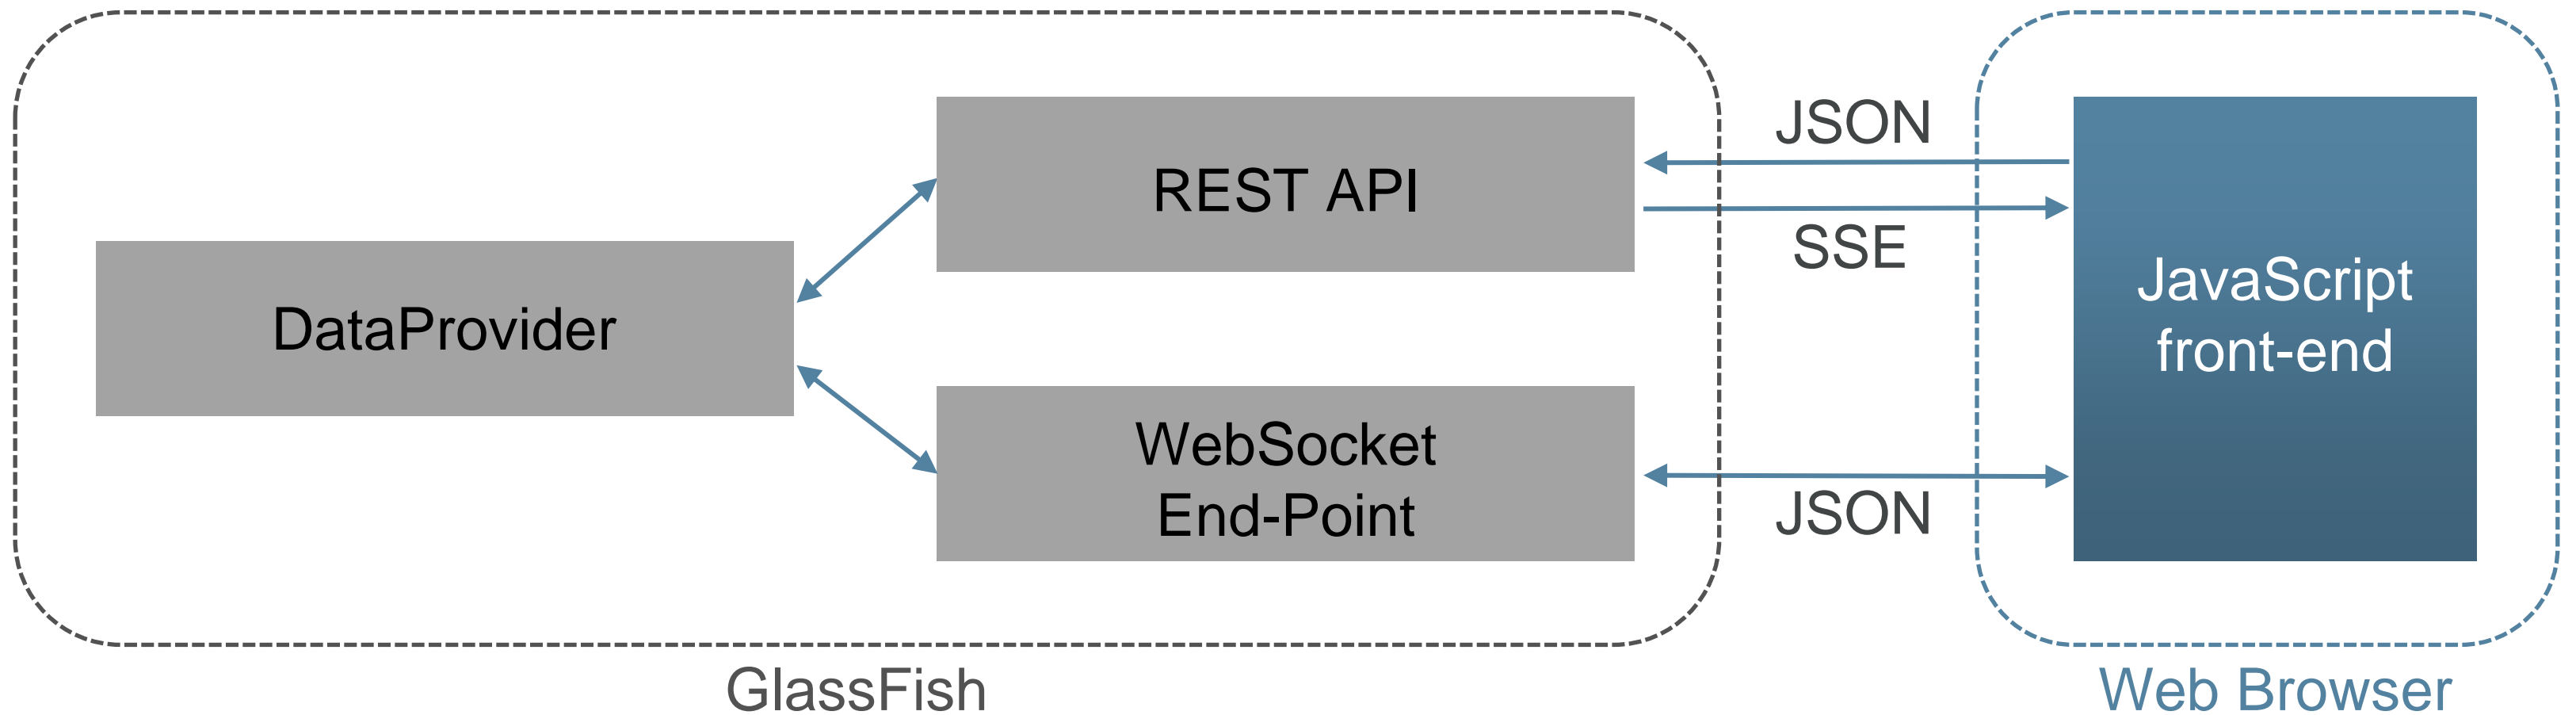 DataProvider
REST API
WebSocket
End-Point
JSON
SSE
JSON
JavaScript
front-end
GlassFish
Web Browser